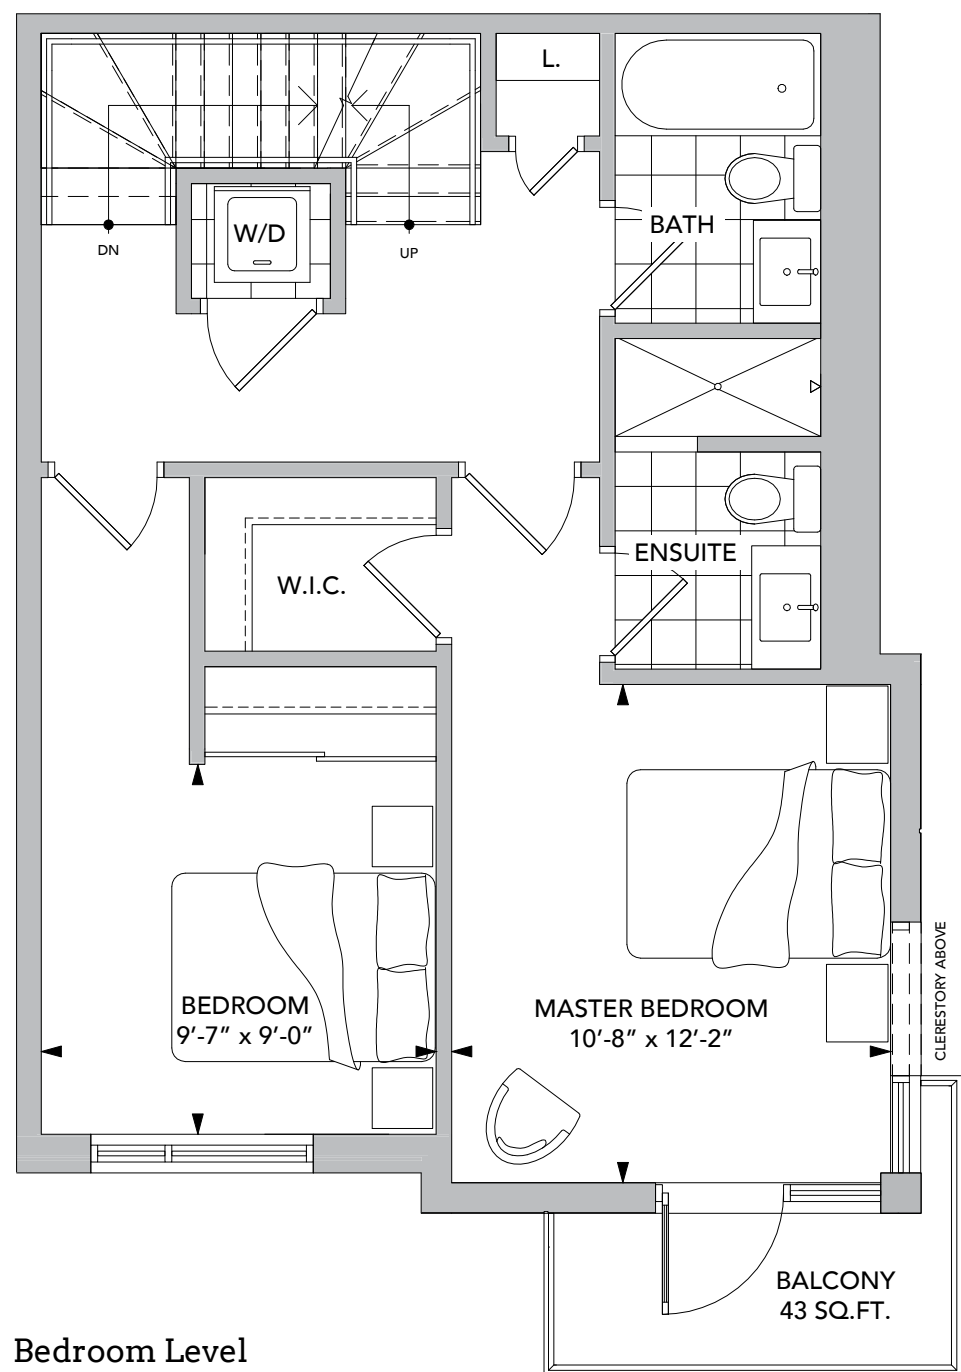 L.
BATH
W/D
DN
UP
ENSUITE
W.I.C.
CLERESTORY ABOVE
BEDROOM
9'-7” x 9'-0”
MASTER BEDROOM
10'-8” x 12'-2”
BALCONY
43 SQ.FT.
Bedroom Level